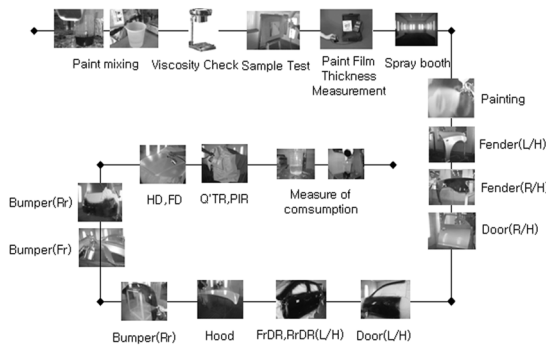 Paint mixing
Viscosity Check
Sample Test
Paint Film
Thickness
Measurement
Spray booth
Painting
Fender(L/H)
Fender(R/H)
Door(R/H)
Door(L/H)
FrDR,RrDR(L/H)
Hood
Bumper(Rr)
Bumper(Fr)
Bumper(Rr)
HD,FD
Q'TR,PIR
Measure of
comsumption